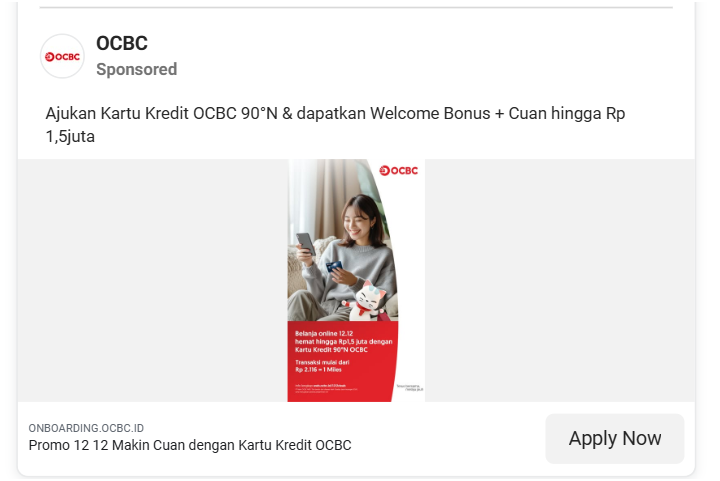 OCBC
OCBC
Sponsored
Ajukan Kartu Kredit OCBC 90°N & dapatkan Welcome Bonus + Cuan hingga Rp
1,5juta
OCBC
Belanja online 12.12
hemat hingga Rp1,5 juta dengan
Kartu Kredit 90°N OCBC
Transaksi mulai dari
Rp 2.116 = 1 Miles
ONBOARDING.OCBC.ID
Promo 12 12 Makin Cuan dengan Kartu Kredit OCBC
Apply Now